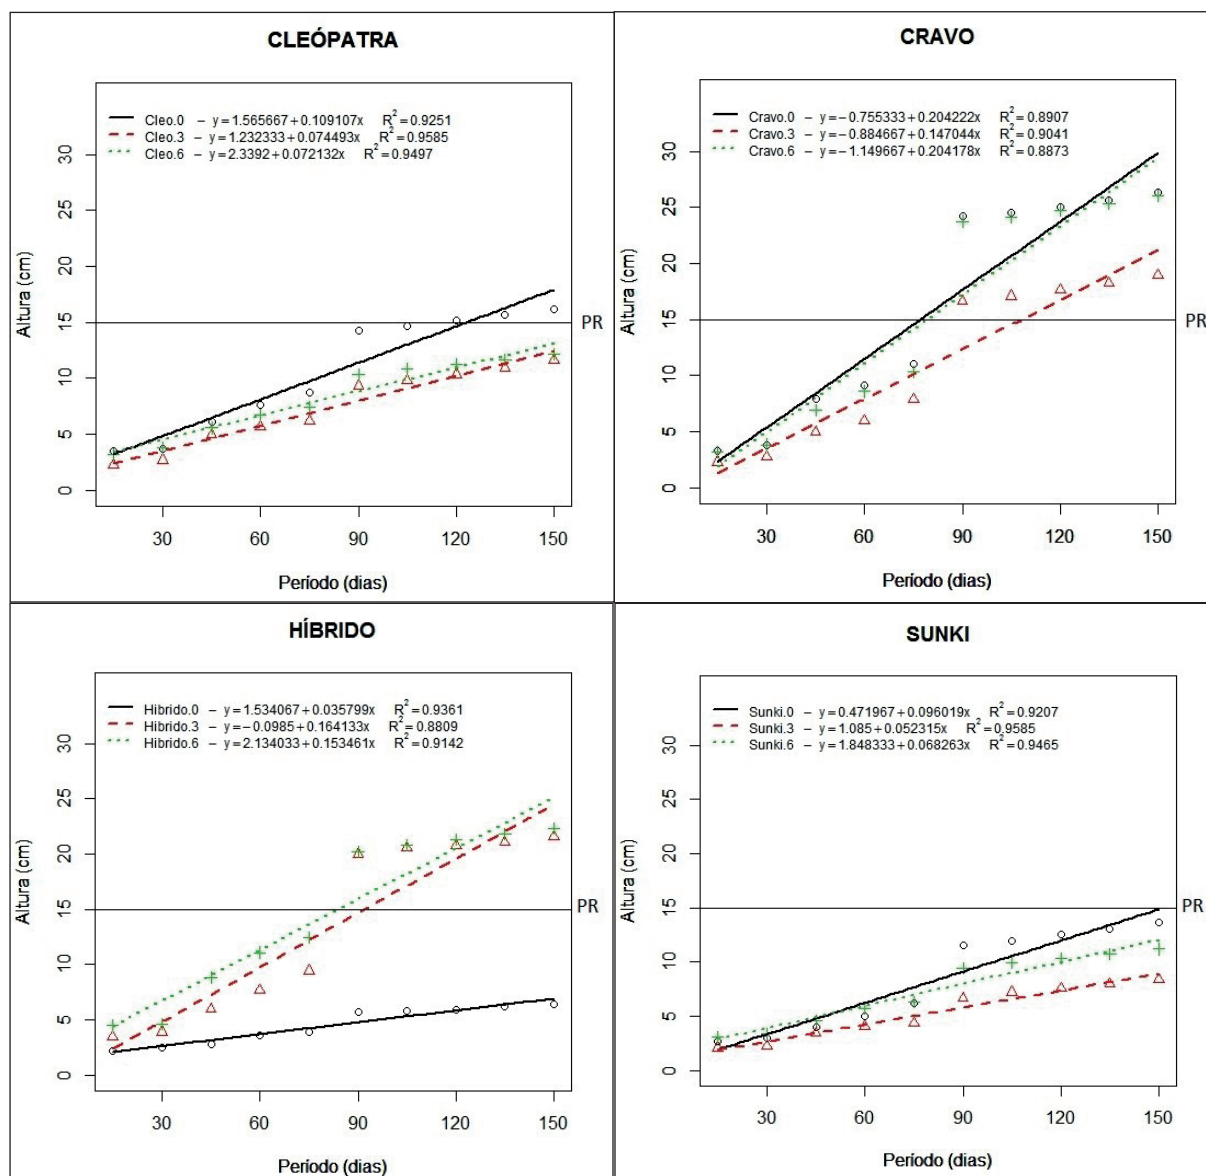 CLEÓPATRA
Cleo.0 – y=1.565667+0.109107x R²=0.9251
Cleo.3 – y=1.232333+0.074493x R²=0.9585
Cleo.6 – y=2.3392+0.072132x R²=0.9497
30
25
20
15
10
5
0
Altura (cm)
PR
30 60 90 120 150
Período (dias)
CRAVO
Cravo.0 – y=−0.755333+0.204222x R²=0.8907
Cravo.3 – y=−0.884667+0.147044x R²=0.9041
Cravo.6 – y=−1.149667+0.204178x R²=0.8873
30
25
20
15
10
5
0
Altura (cm)
PR
30 60 90 120 150
Período (dias)
HÍBRIDO
Hibrido.0 – y=1.534067+0.035799x R²=0.9361
Hibrido.3 – y=−0.0985+0.164133x R²=0.8809
Hibrido.6 – y=2.134033+0.153461x R²=0.9142
30
25
20
15
10
5
0
Altura (cm)
PR
30 60 90 120 150
Período (dias)
SUNKI
Sunki.0 – y=0.471967+0.096019x R²=0.9207
Sunki.3 – y=1.085+0.052315x R²=0.9585
Sunki.6 – y=1.848333+0.068263x R²=0.9465
30
25
20
15
10
5
0
Altura (cm)
PR
30 60 90 120 150
Período (dias)